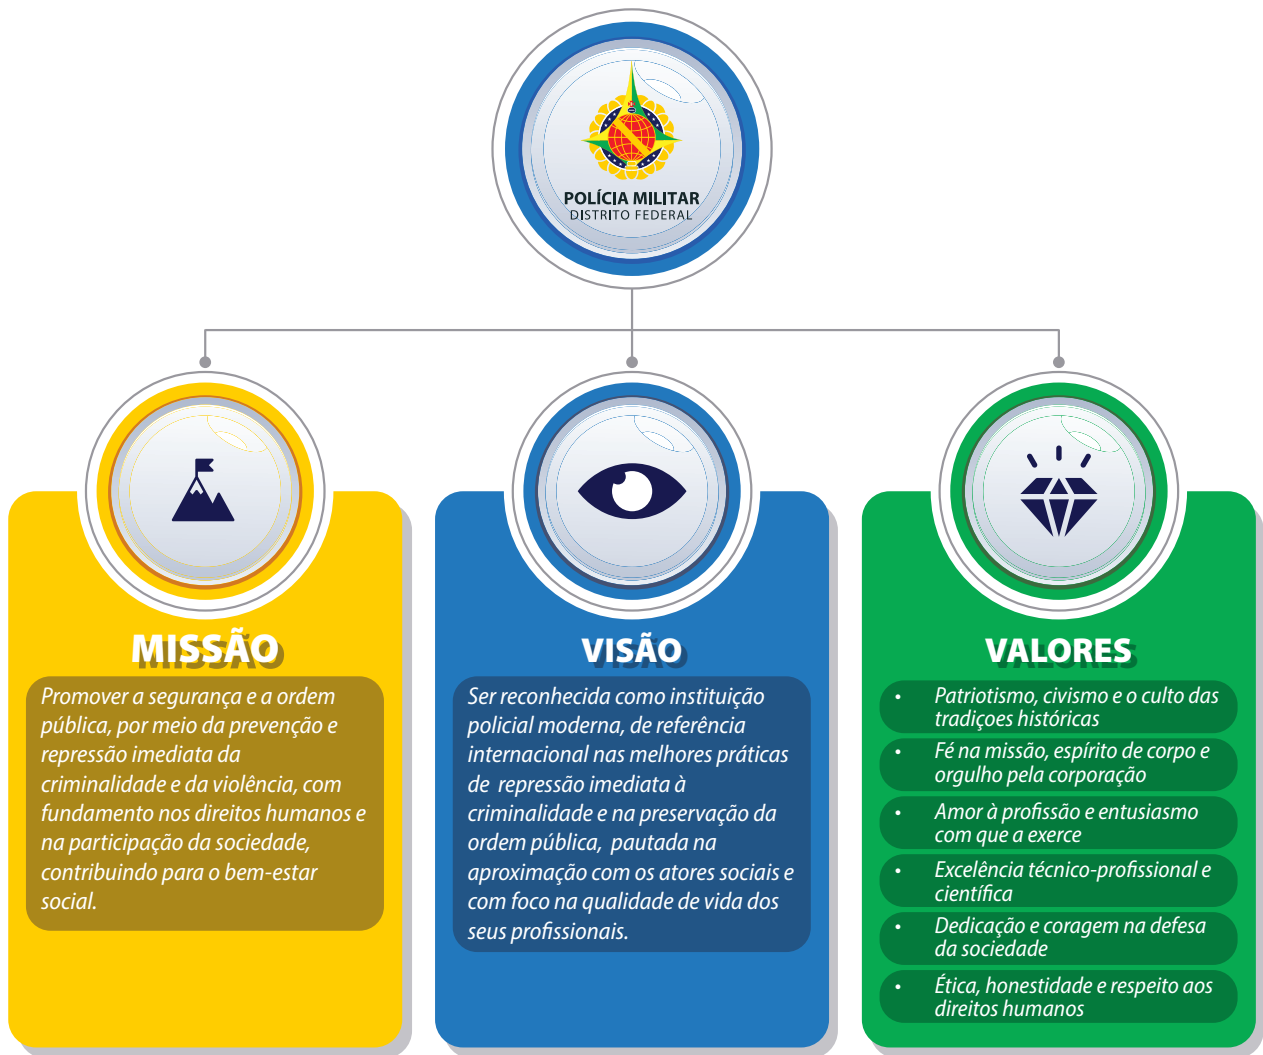 POLÍCIA MILITAR
DISTRITO FEDERAL
MISSÃO
Promover a segurança e a ordem
pública, por meio da prevenção e
repressão imediata da
criminalidade e da violência, com
fundamento nos direitos humanos e
na participação da sociedade,
contribuindo para o bem-estar
social.
VISÃO
Ser reconhecida como instituição
policial moderna, de referência
internacional nas melhores práticas
de repressão imediata à
criminalidade e na preservação da
ordem pública, pautada na
aproximação com os atores sociais e
com foco na qualidade de vida dos
seus profissionais.
VALORES
• Patriotismo, civismo e o culto das
tradiçoes históricas
• Fé na missão, espírito de corpo e
orgulho pela corporação
• Amor à profissão e entusiasmo
com que a exerce
• Excelência técnico-profissional e
científica
• Dedicação e coragem na defesa
da sociedade
• Ética, honestidade e respeito aos
direitos humanos